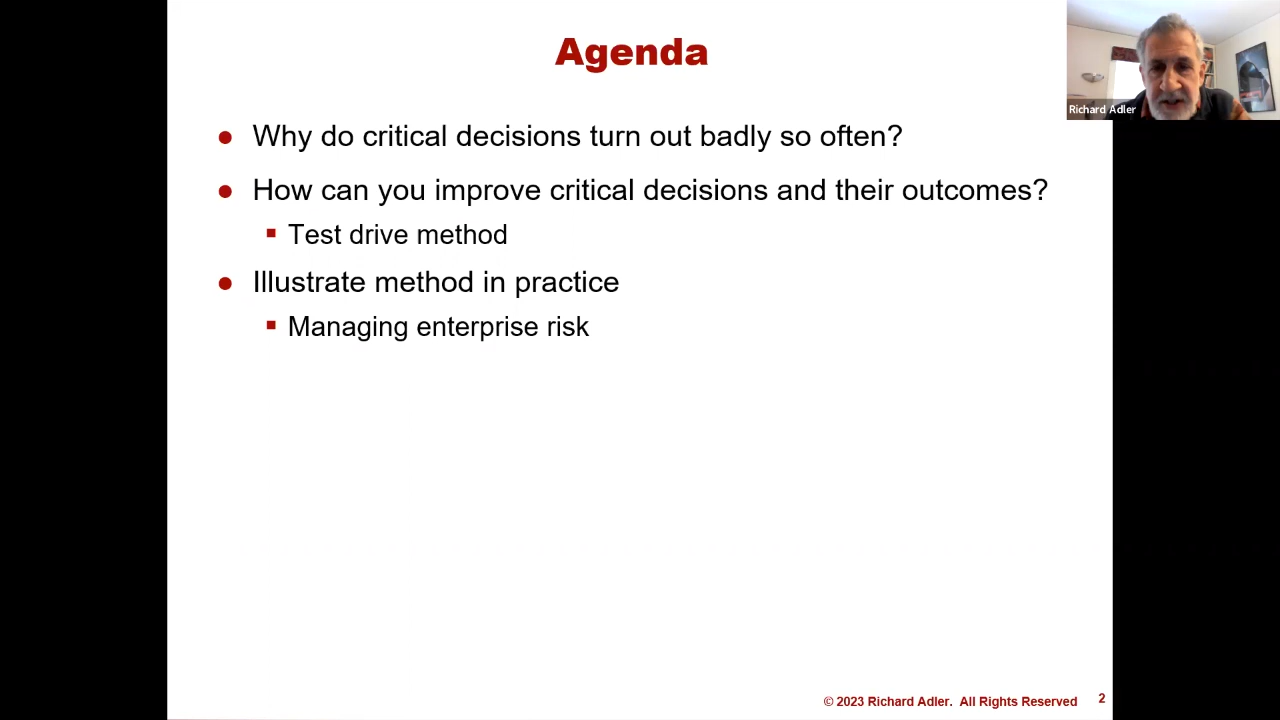 Agenda
Richard Adler
● Why do critical decisions turn out badly so often?
● How can you improve critical decisions and their outcomes?
▪ Test drive method
● Illustrate method in practice
▪ Managing enterprise risk
© 2023 Richard Adler. All Rights Reserved 2